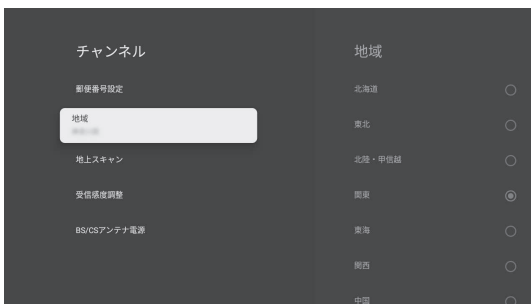 チャンネル
郵便番号設定
地域
地上スキャン
受信感度調整
BS/CSアンテナ電源
地域
北海道
東北
北陸・甲信越
関東
東海
関西
中国